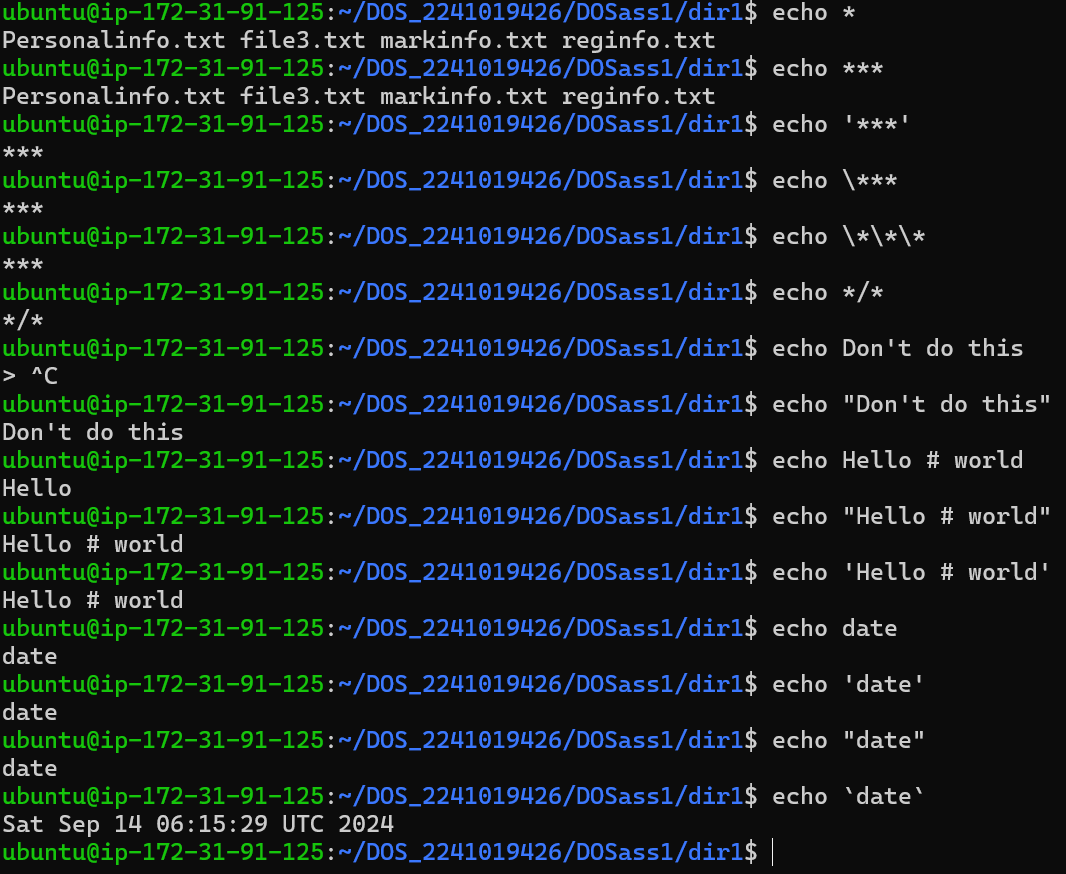 ubuntu@ip-172-31-91-125:~/DOS_2241019426/DOSass1/dir1$ echo *
Personalinfo.txt file3.txt markinfo.txt reginfo.txt
ubuntu@ip-172-31-91-125:~/DOS_2241019426/DOSass1/dir1$ echo ***
Personalinfo.txt file3.txt markinfo.txt reginfo.txt
ubuntu@ip-172-31-91-125:~/DOS_2241019426/DOSass1/dir1$ echo '***'
***
ubuntu@ip-172-31-91-125:~/DOS_2241019426/DOSass1/dir1$ echo \***
***
ubuntu@ip-172-31-91-125:~/DOS_2241019426/DOSass1/dir1$ echo \*\*\*
***
ubuntu@ip-172-31-91-125:~/DOS_2241019426/DOSass1/dir1$ echo */*
*/*
ubuntu@ip-172-31-91-125:~/DOS_2241019426/DOSass1/dir1$ echo Don't do this
> ^C
ubuntu@ip-172-31-91-125:~/DOS_2241019426/DOSass1/dir1$ echo "Don't do this"
Don't do this
ubuntu@ip-172-31-91-125:~/DOS_2241019426/DOSass1/dir1$ echo Hello # world
Hello
ubuntu@ip-172-31-91-125:~/DOS_2241019426/DOSass1/dir1$ echo "Hello # world"
Hello # world
ubuntu@ip-172-31-91-125:~/DOS_2241019426/DOSass1/dir1$ echo 'Hello # world'
Hello # world
ubuntu@ip-172-31-91-125:~/DOS_2241019426/DOSass1/dir1$ echo date
date
ubuntu@ip-172-31-91-125:~/DOS_2241019426/DOSass1/dir1$ echo 'date'
date
ubuntu@ip-172-31-91-125:~/DOS_2241019426/DOSass1/dir1$ echo "date"
date
ubuntu@ip-172-31-91-125:~/DOS_2241019426/DOSass1/dir1$ echo `date`
Sat Sep 14 06:15:29 UTC 2024
ubuntu@ip-172-31-91-125:~/DOS_2241019426/DOSass1/dir1$